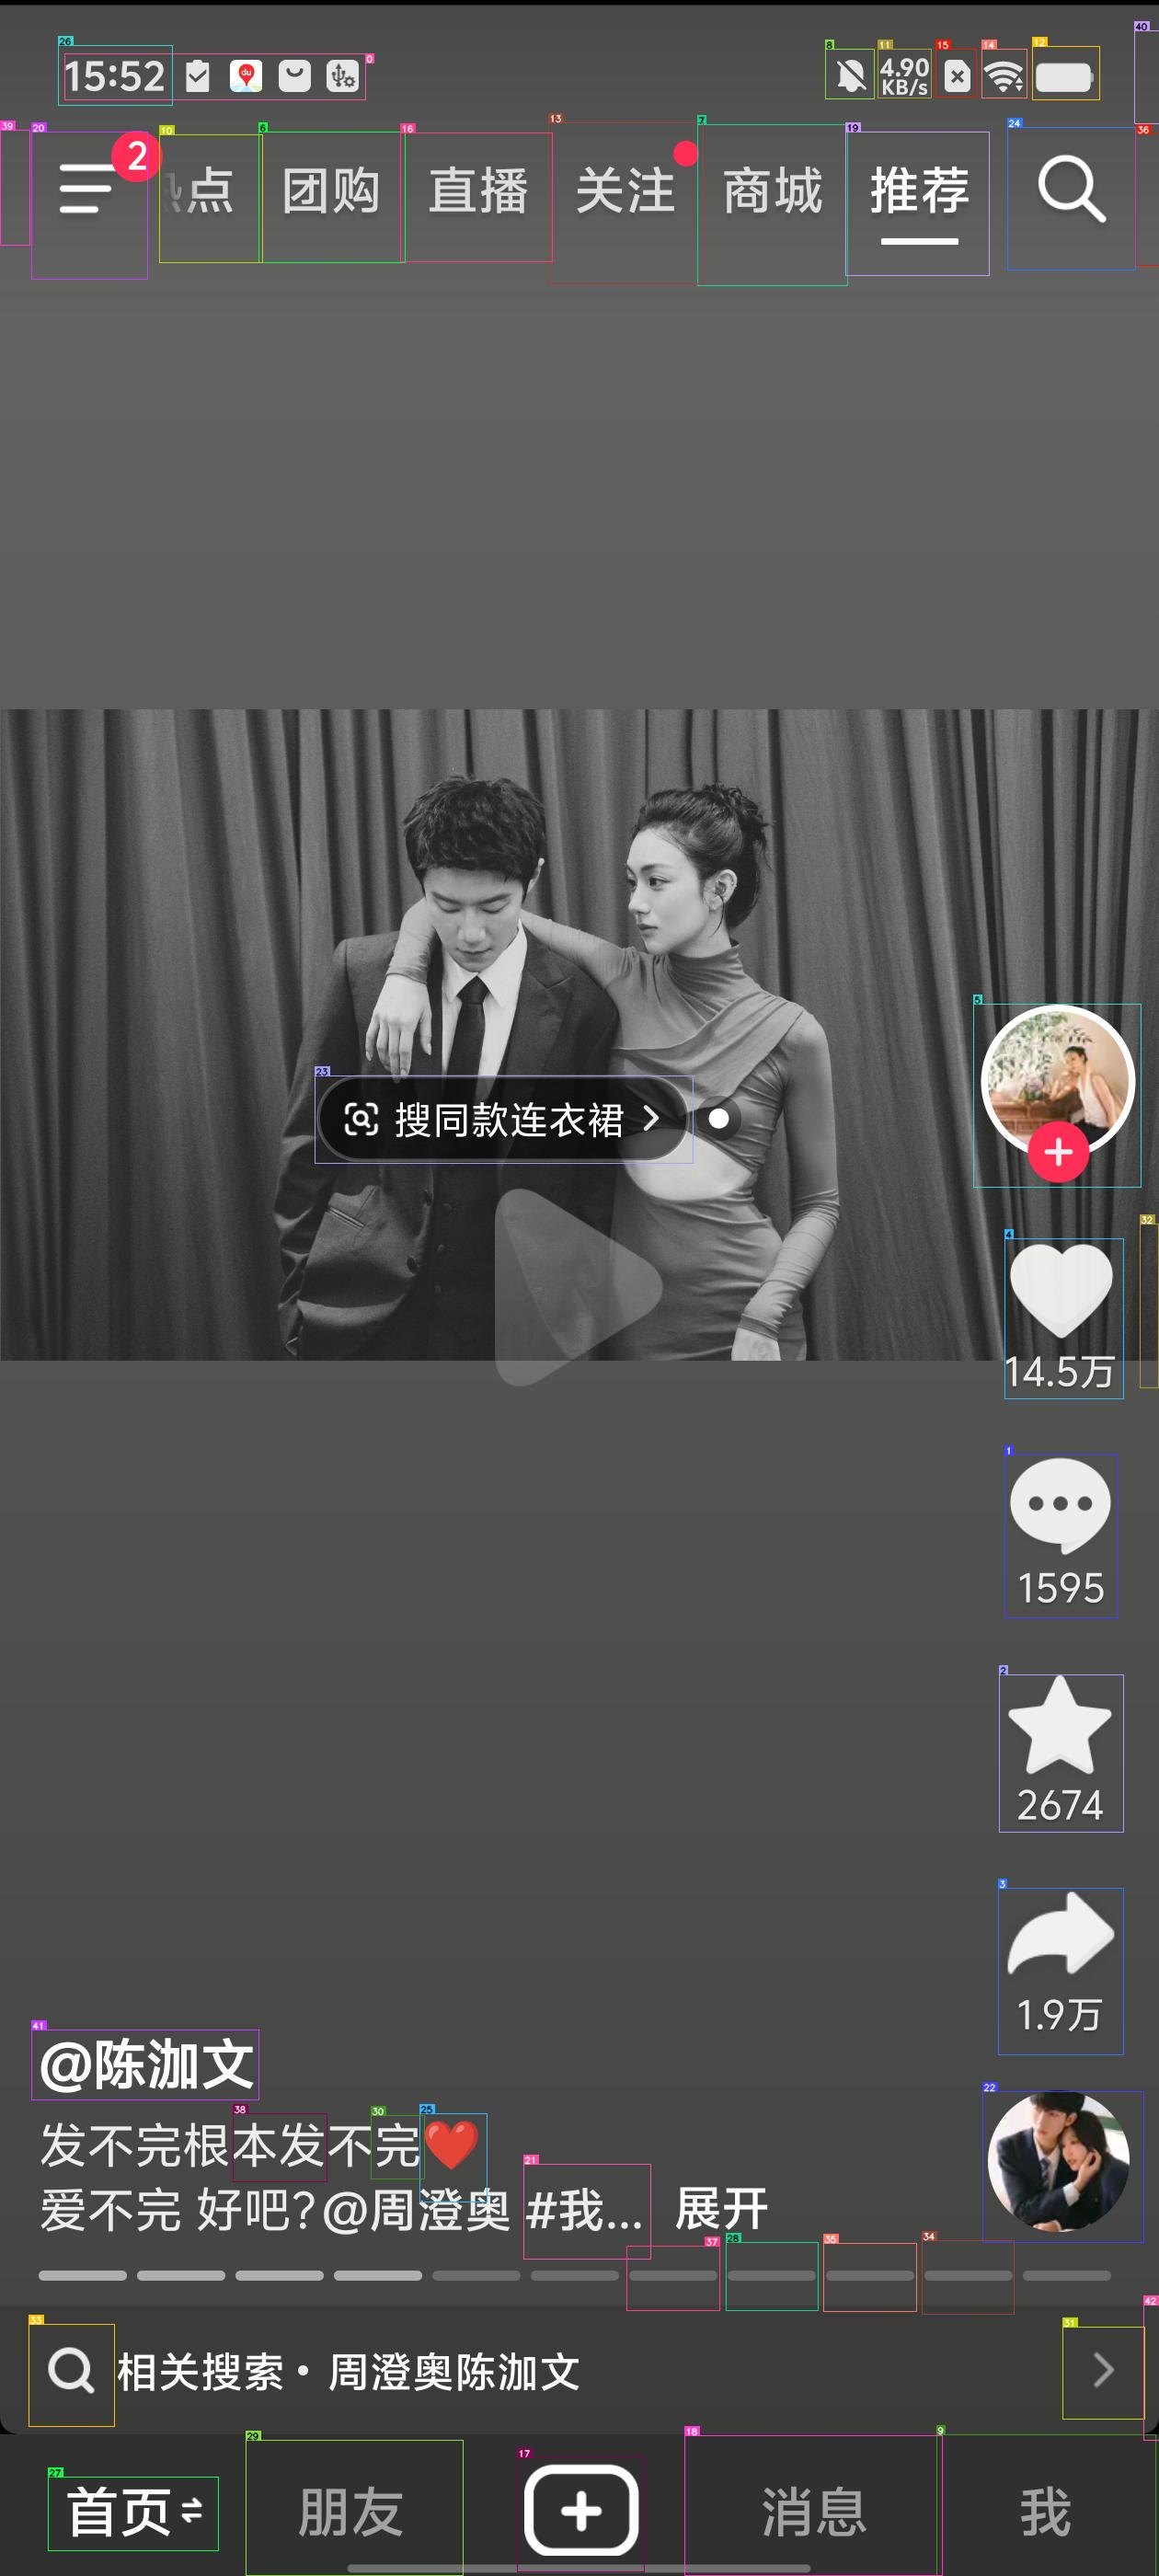 15:52
4.90 KB/s
2
热点 团购 直播 关注 商城 推荐
搜同款连衣裙
14.5万
1595
2674
1.9万
@陈泇文
发不完根本发不完❤️
爱不完 好吧?@周澄奥 #我... 展开
相关搜索 • 周澄奥陈泇文
首页 朋友 消息 我